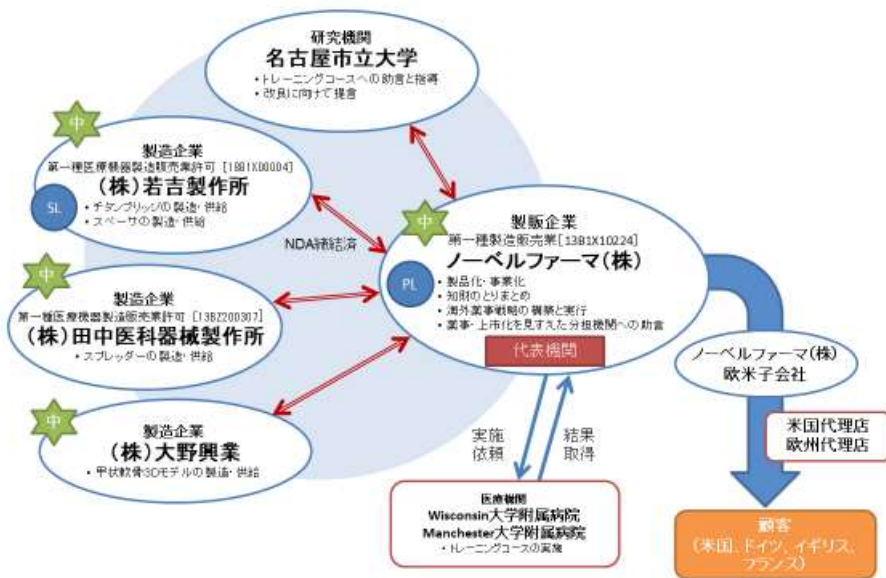 研究機関
名古屋市立大学
・トレーニングコースへの助言と指導
・改良に向けて提言
中
製造企業
第一種医療機器製造販売業許可 [18B1X00004]
(株)若吉製作所
SL
・チタンブリッジの製造・供給
・スペーサの製造・供給
NDA締結済
中
製造企業
第一種医療機器製造販売業許可 [13BZ200307]
(株)田中医科器械製作所
・スプレッダーの製造・供給
中
製造企業
(株)大野興業
・甲状軟骨3Dモデルの製造・供給
中
製販企業
第一種製造販売業[13B1X10224]
ノーベルファーマ(株)
PL
・製品化・事業化
・知財のとりまとめ
・海外薬事戦略の構築と実行
・薬事・上市化を見すえた分担機関への助言
代表機関
実施
依頼
結果
取得
医療機関
Wisconsin大学附属病院
Manchester大学附属病院
・トレーニングコースの実施
ノーベルファーマ(株)
欧米子会社
米国代理店
欧州代理店
顧客
(米国、ドイツ、イギリス、
フランス)